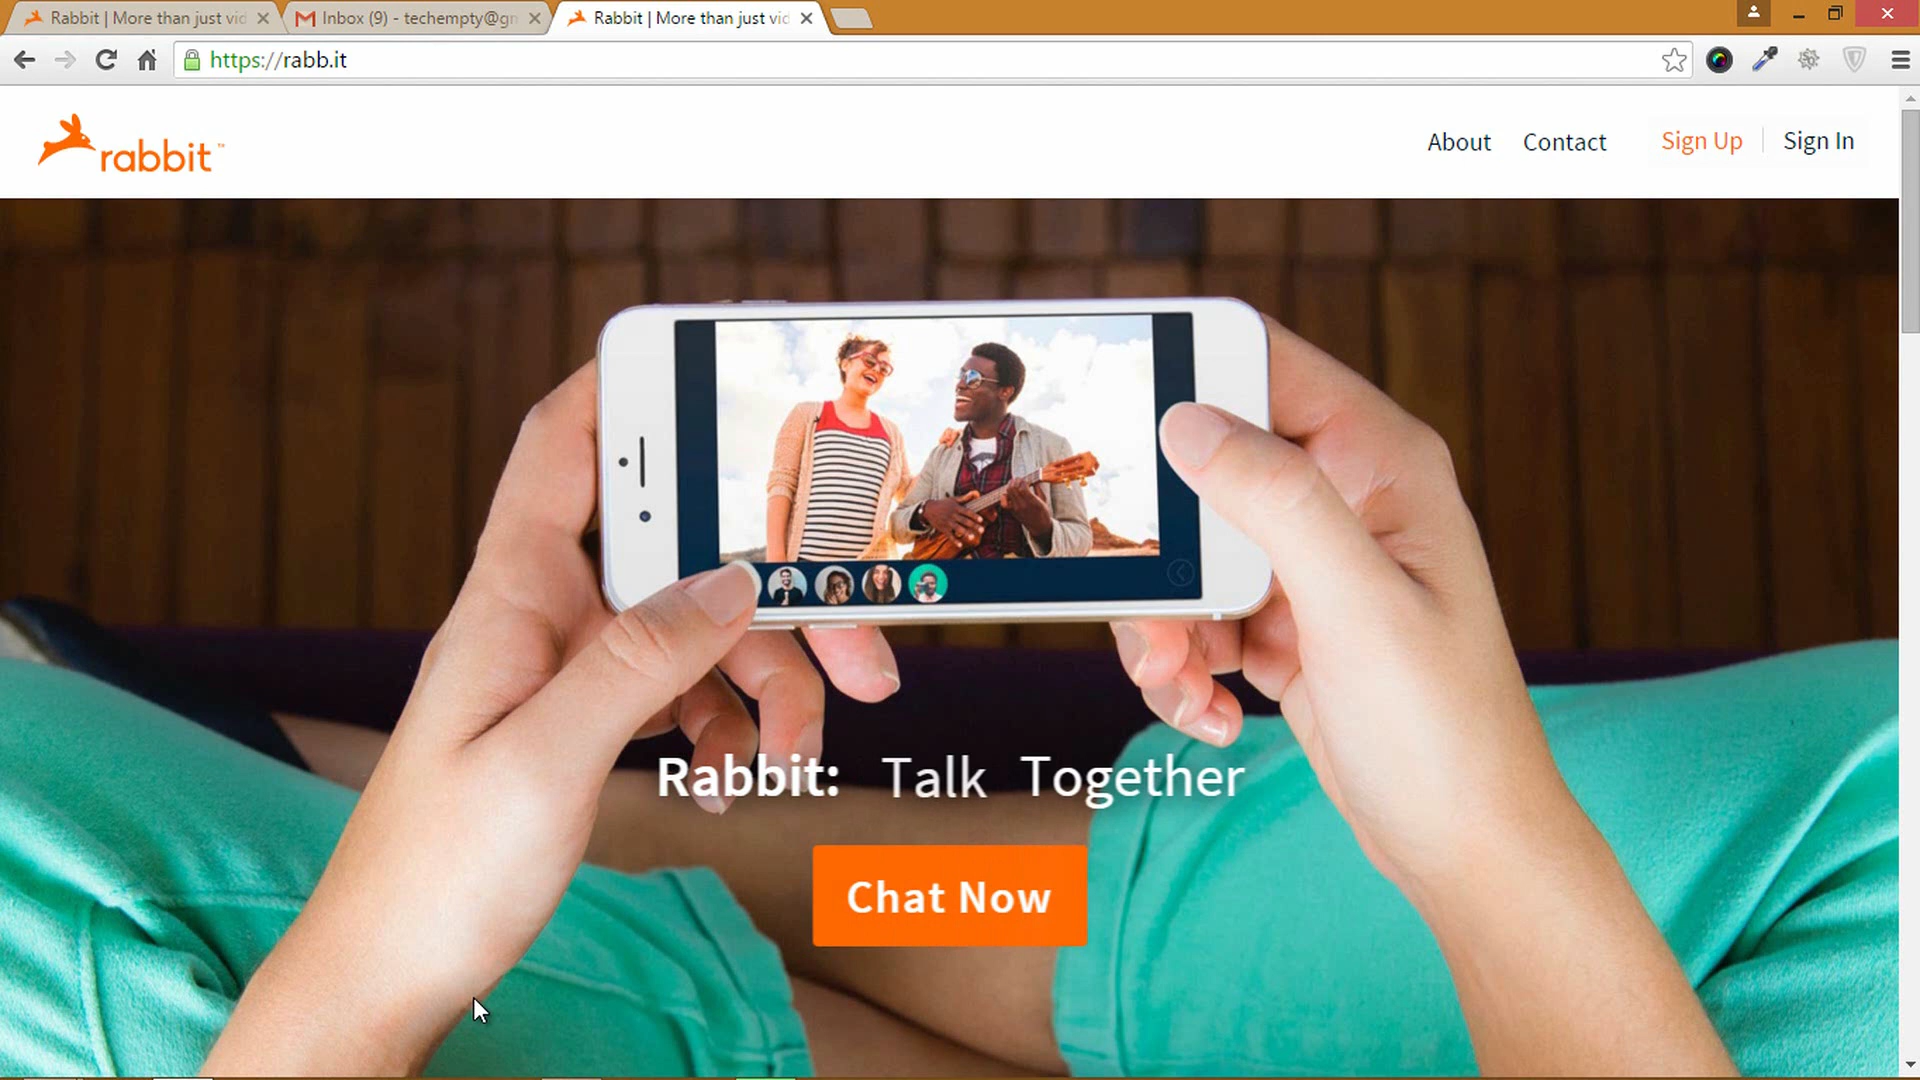 Rabbit | More than just vid
Inbox (9) - techempty@gm
Rabbit | More than just vid
https://rabb.it
rabbit™
About
Contact
Sign Up
Sign In
Rabbit: Talk Together
Chat Now